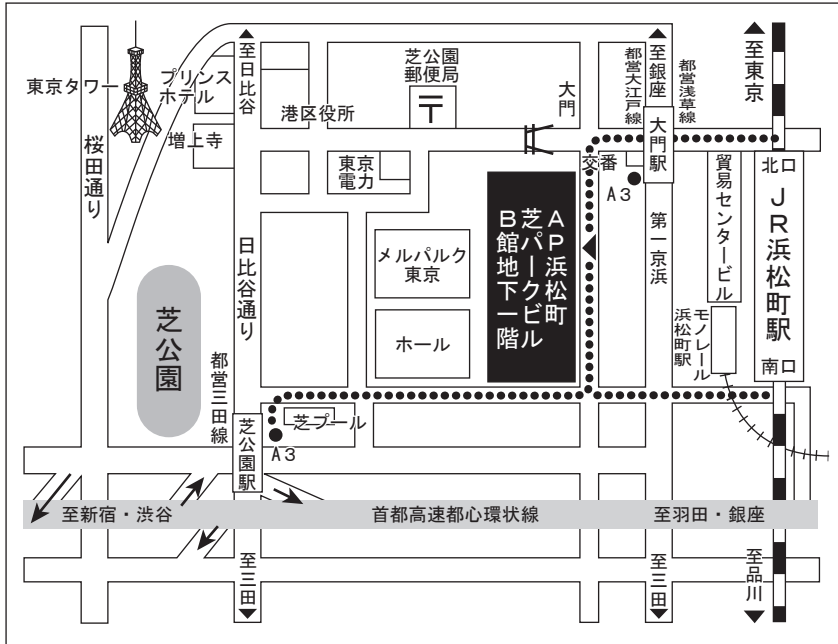 至日比谷
芝公園
郵便局
大門
至銀座
都営大江戸線
都営浅草線
至東京
東京タワー
プリンス
ホテル
港区役所
大門駅
桜田通り
増上寺
東京
電力
交番
A3
北口
貿易センタービル
JR浜松町駅
AP浜松町
芝パークビル
B館地下一階
第一京浜
日比谷通り
メルパルク
東京
芝公園
ホール
モノレール
浜松町駅
南口
都営三田線
芝プール
芝公園駅
A3
至新宿・渋谷
首都高速都心環状線
至羽田・銀座
至三田
至三田
至品川